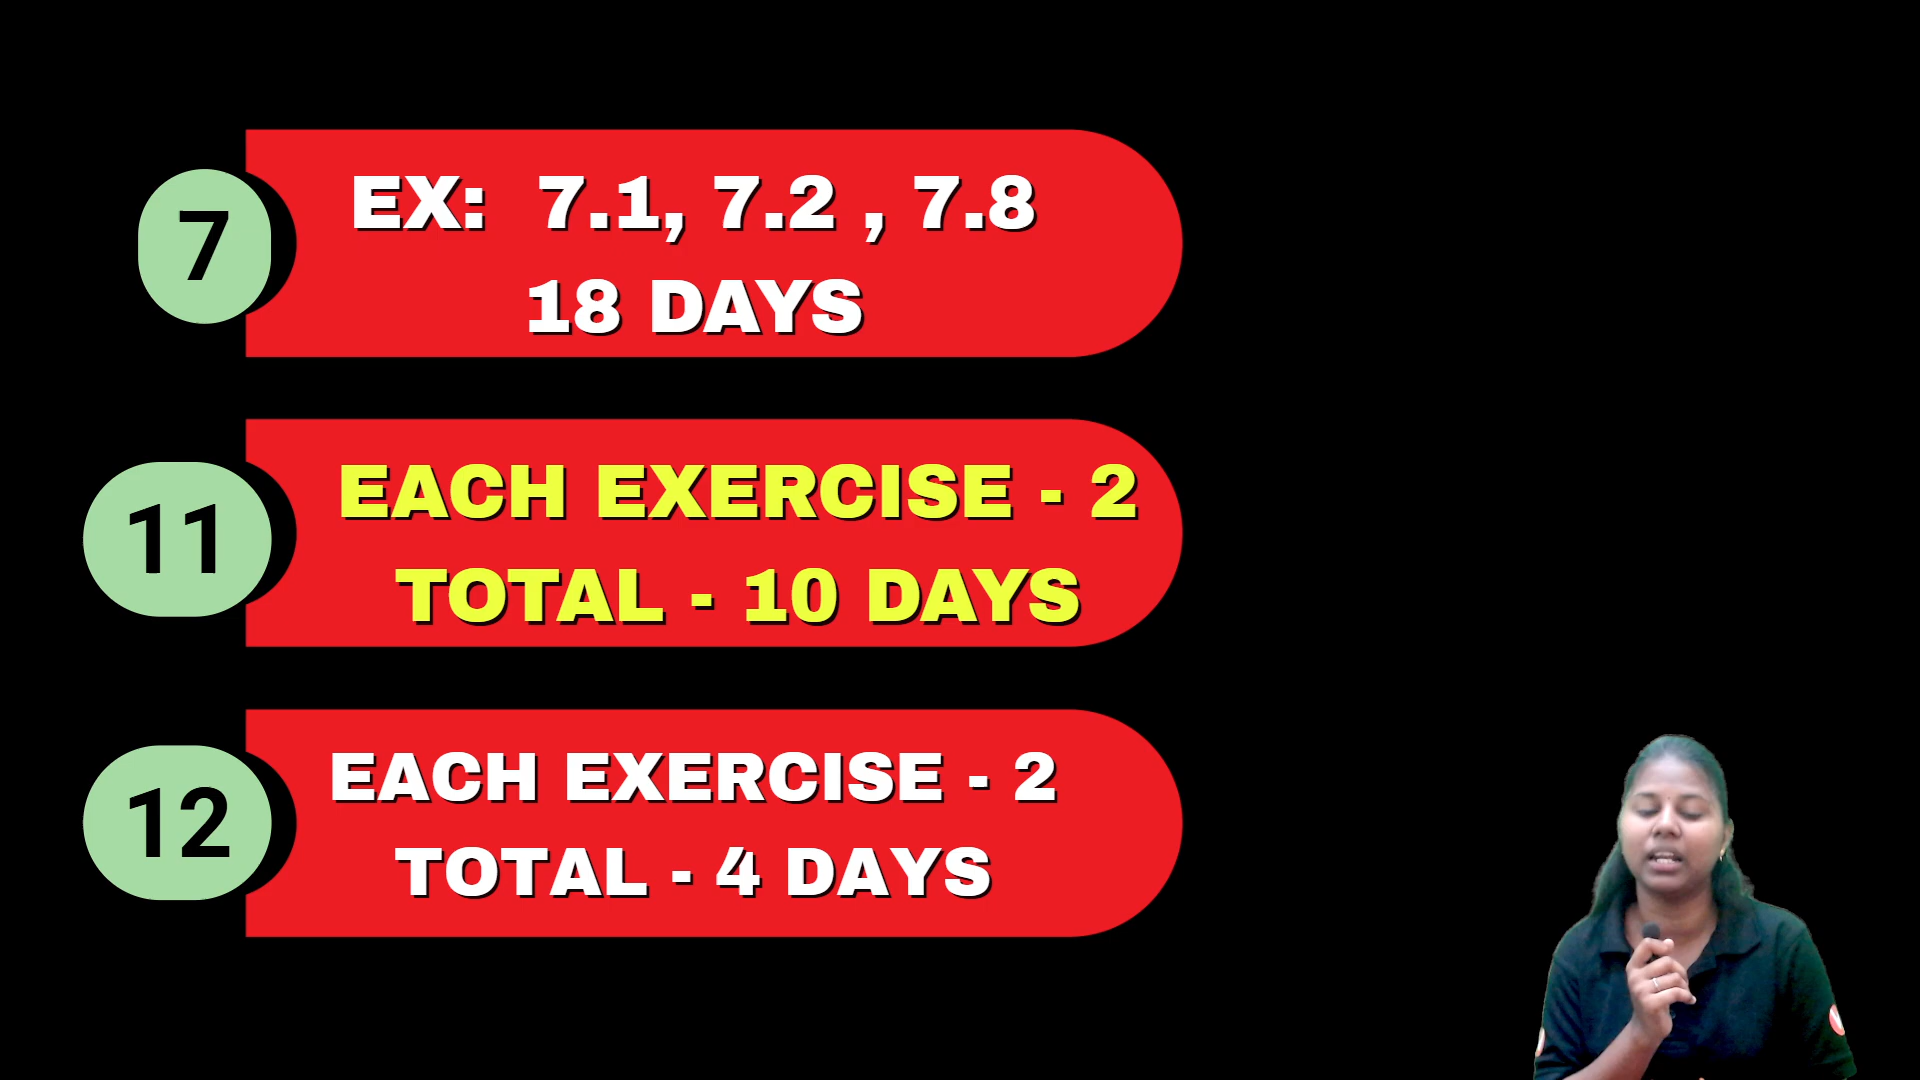 7
EX: 7.1, 7.2 , 7.8
18 DAYS
11
EACH EXERCISE - 2
TOTAL - 10 DAYS
12
EACH EXERCISE - 2
TOTAL - 4 DAYS